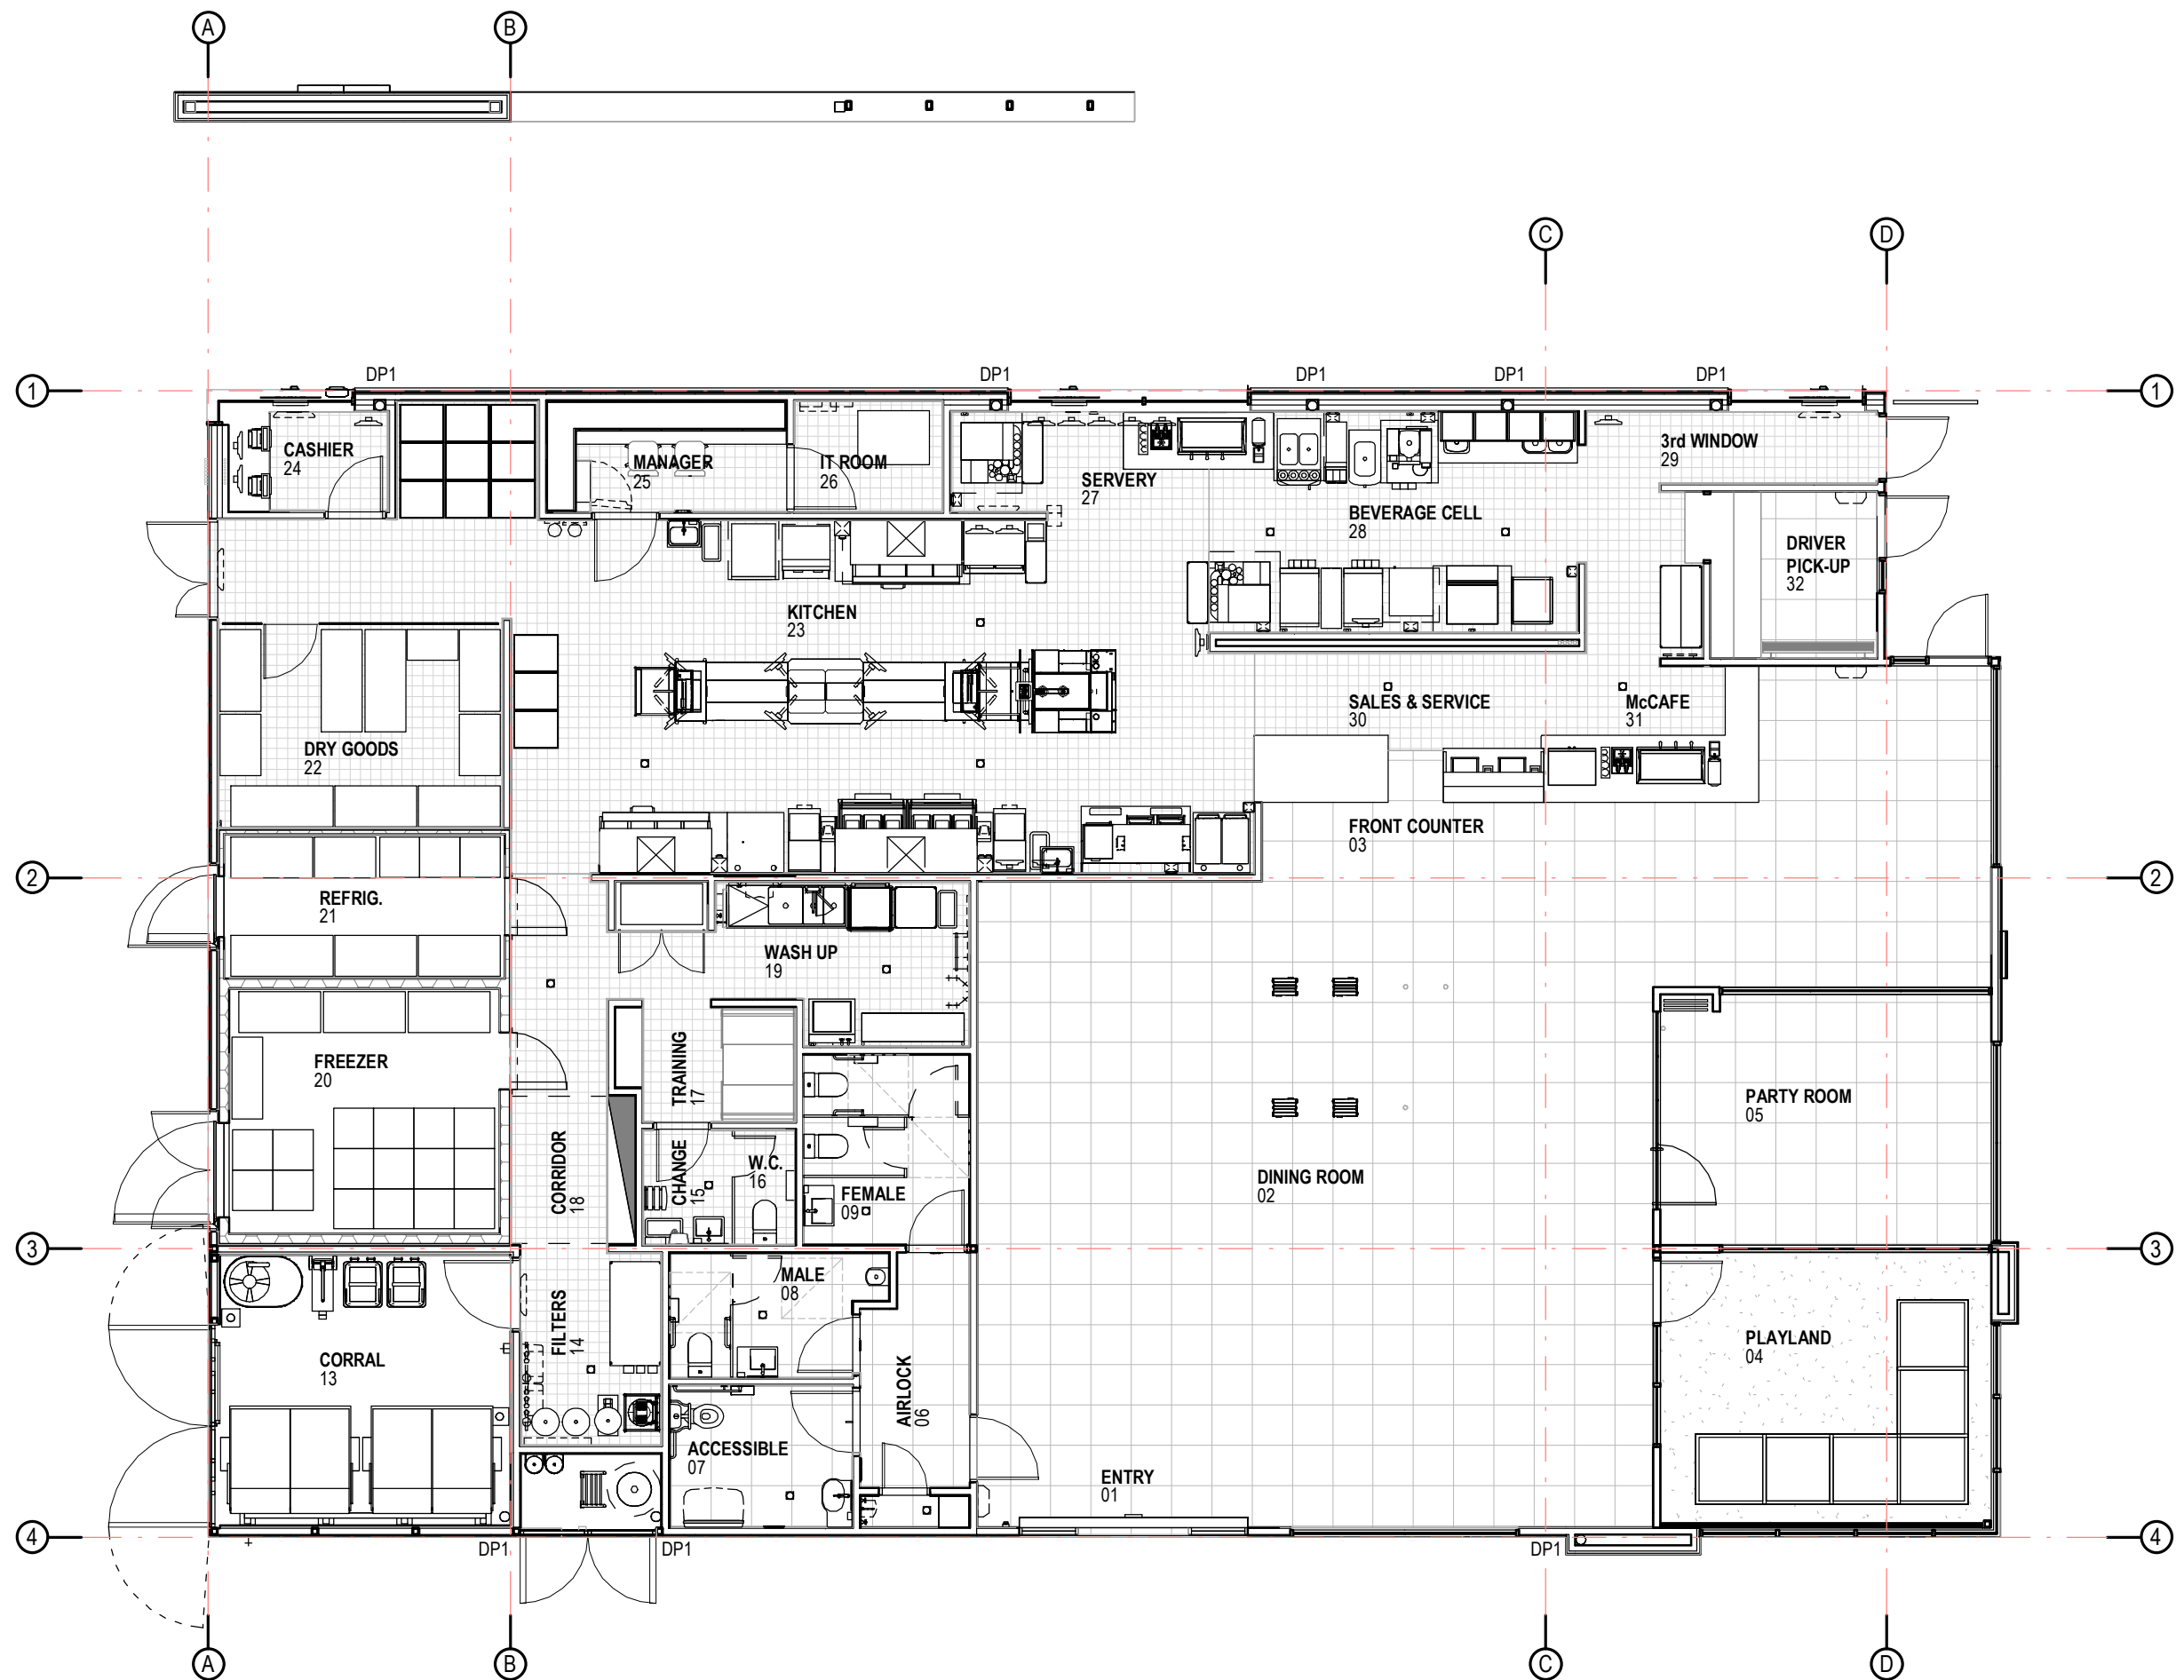 A
B
C
D
1
DP1
DP1
DP1
DP1
DP1
1
CASHIER
24
MANAGER
25
IT ROOM
26
SERVERY
27
3rd WINDOW
29
BEVERAGE CELL
28
DRIVER
PICK-UP
32
KITCHEN
23
SALES & SERVICE
30
McCAFE
31
DRY GOODS
22
FRONT COUNTER
03
2
2
REFRIG.
21
WASH UP
19
FREEZER
20
TRAINING
17
PARTY ROOM
05
CORRIDOR
18
CHANGE
15
W.C.
16
FEMALE
09
DINING ROOM
02
3
3
MALE
08
FILTERS
14
CORRAL
13
PLAYLAND
04
AIRLOCK
06
ACCESSIBLE
07
ENTRY
01
4
DP1
DP1
DP1
4
A
B
C
D